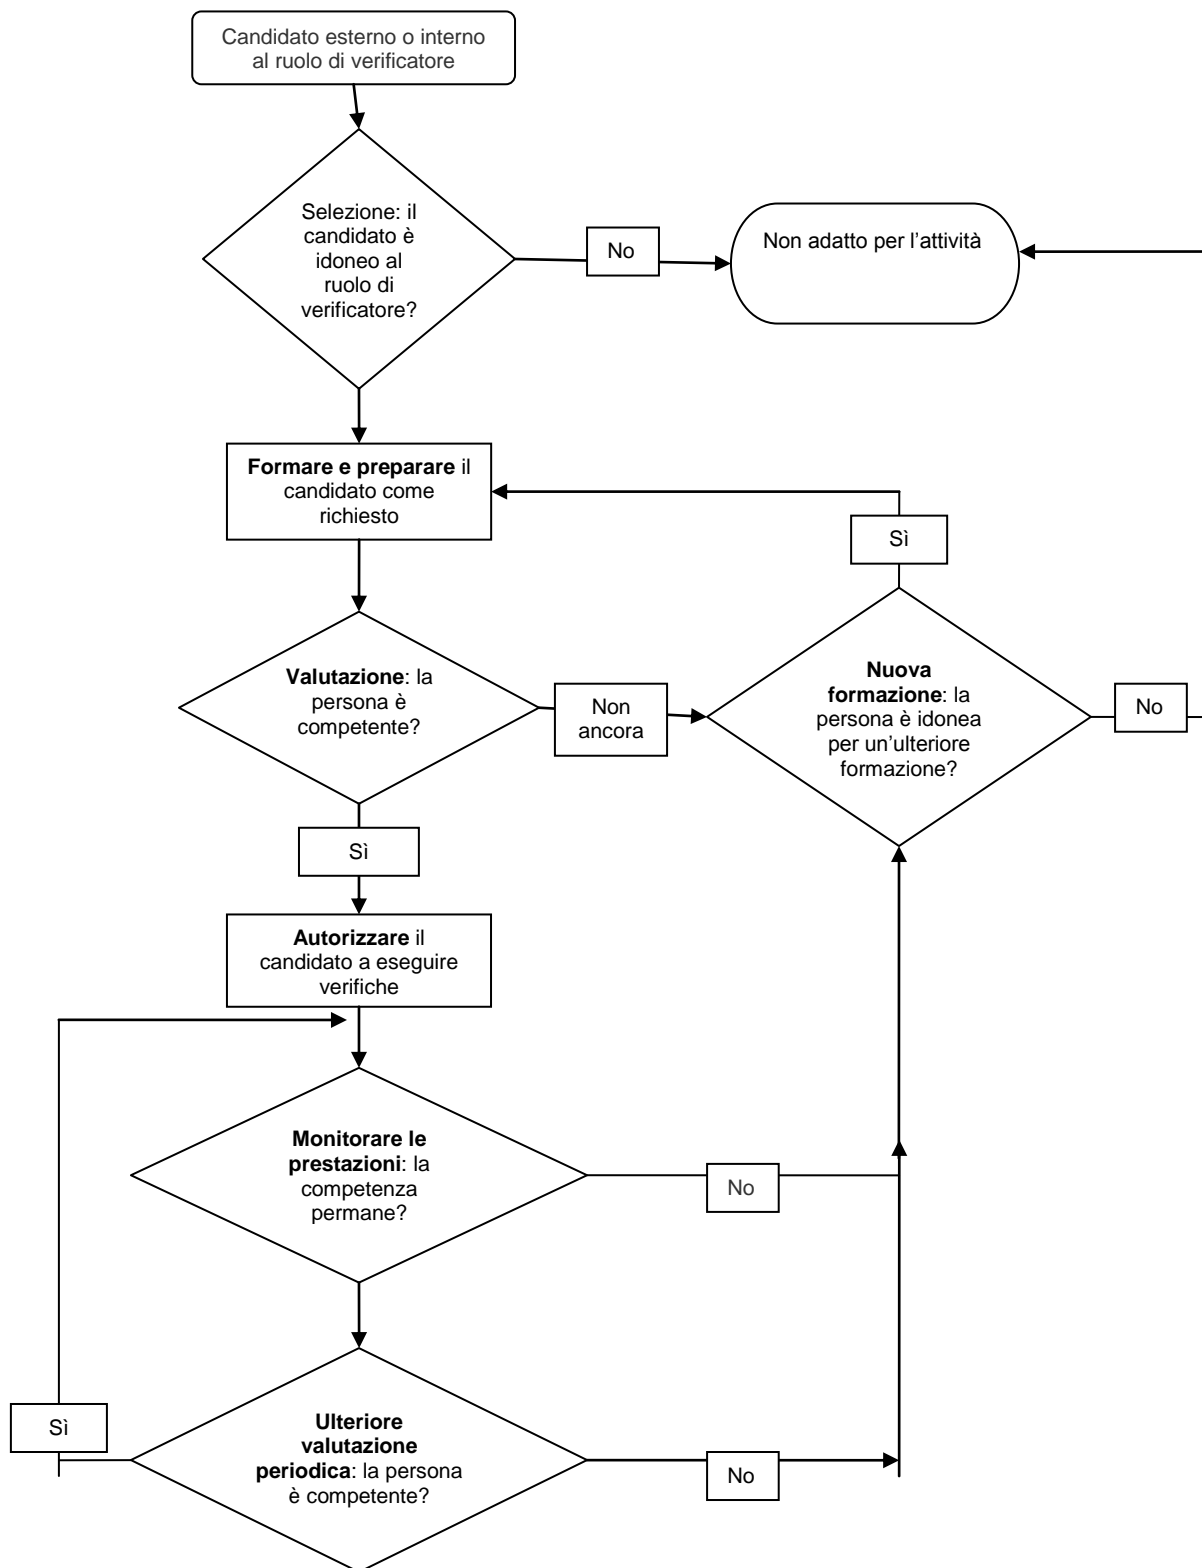 Candidato esterno o interno
al ruolo di verificatore
Selezione: il
candidato è
idoneo al
ruolo di
verificatore?
No
Non adatto per l'attività
Formare e preparare il
candidato come
richiesto
Sì
Valutazione: la
persona è
competente?
Non
ancora
Nuova
formazione: la
persona è idonea
per un'ulteriore
formazione?
No
Sì
Autorizzare il
candidato a eseguire
verifiche
Monitorare le
prestazioni: la
competenza
permane?
No
Sì
Ulteriore
valutazione
periodica: la persona
è competente?
No